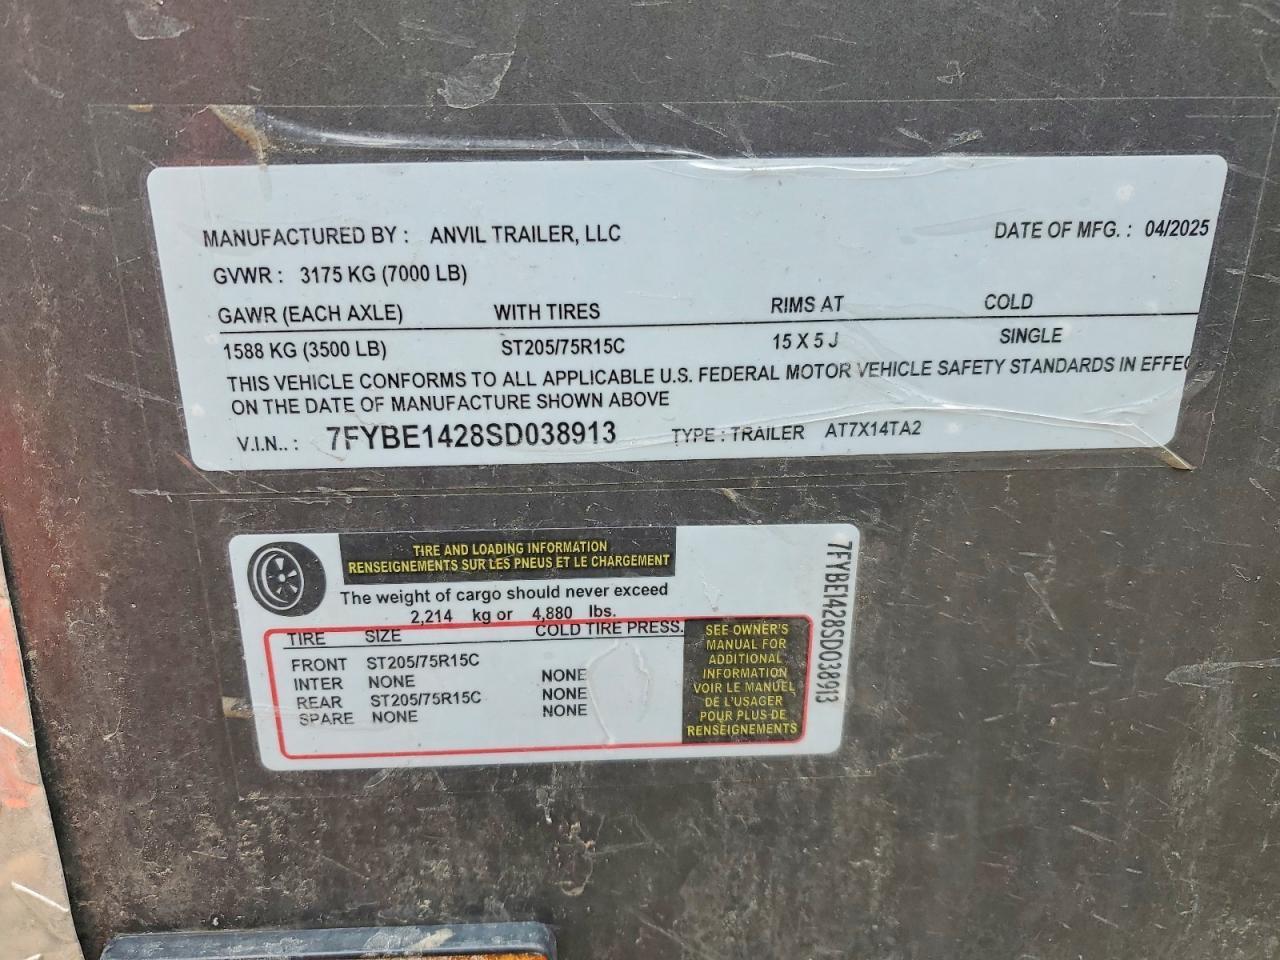 MANUFACTURED BY : ANVIL TRAILER, LLC DATE OF MFG. : 04/2025
GVWR : 3175 KG (7000 LB)
GAWR (EACH AXLE) WITH TIRES RIMS AT COLD
1588 KG (3500 LB) ST205/75R15C 15 X 5 J SINGLE
THIS VEHICLE CONFORMS TO ALL APPLICABLE U.S. FEDERAL MOTOR VEHICLE SAFETY STANDARDS IN EFFEC
ON THE DATE OF MANUFACTURE SHOWN ABOVE
V.I.N.. : 7FYBE1428SD038913 TYPE : TRAILER AT7X14TA2
TIRE AND LOADING INFORMATION
RENSEIGNEMENTS SUR LES PNEUS ET LE CHARGEMENT
The weight of cargo should never exceed
2,214 kg or 4,880 lbs.
TIRE SIZE COLD TIRE PRESS.
FRONT ST205/75R15C
INTER NONE NONE
REAR ST205/75R15C NONE
SPARE NONE NONE
SEE OWNER'S
MANUAL FOR
ADDITIONAL
INFORMATION
VOIR LE MANUEL
DE L'USAGER
POUR PLUS DE
RENSEIGNEMENTS
7FYBE1428SD038913